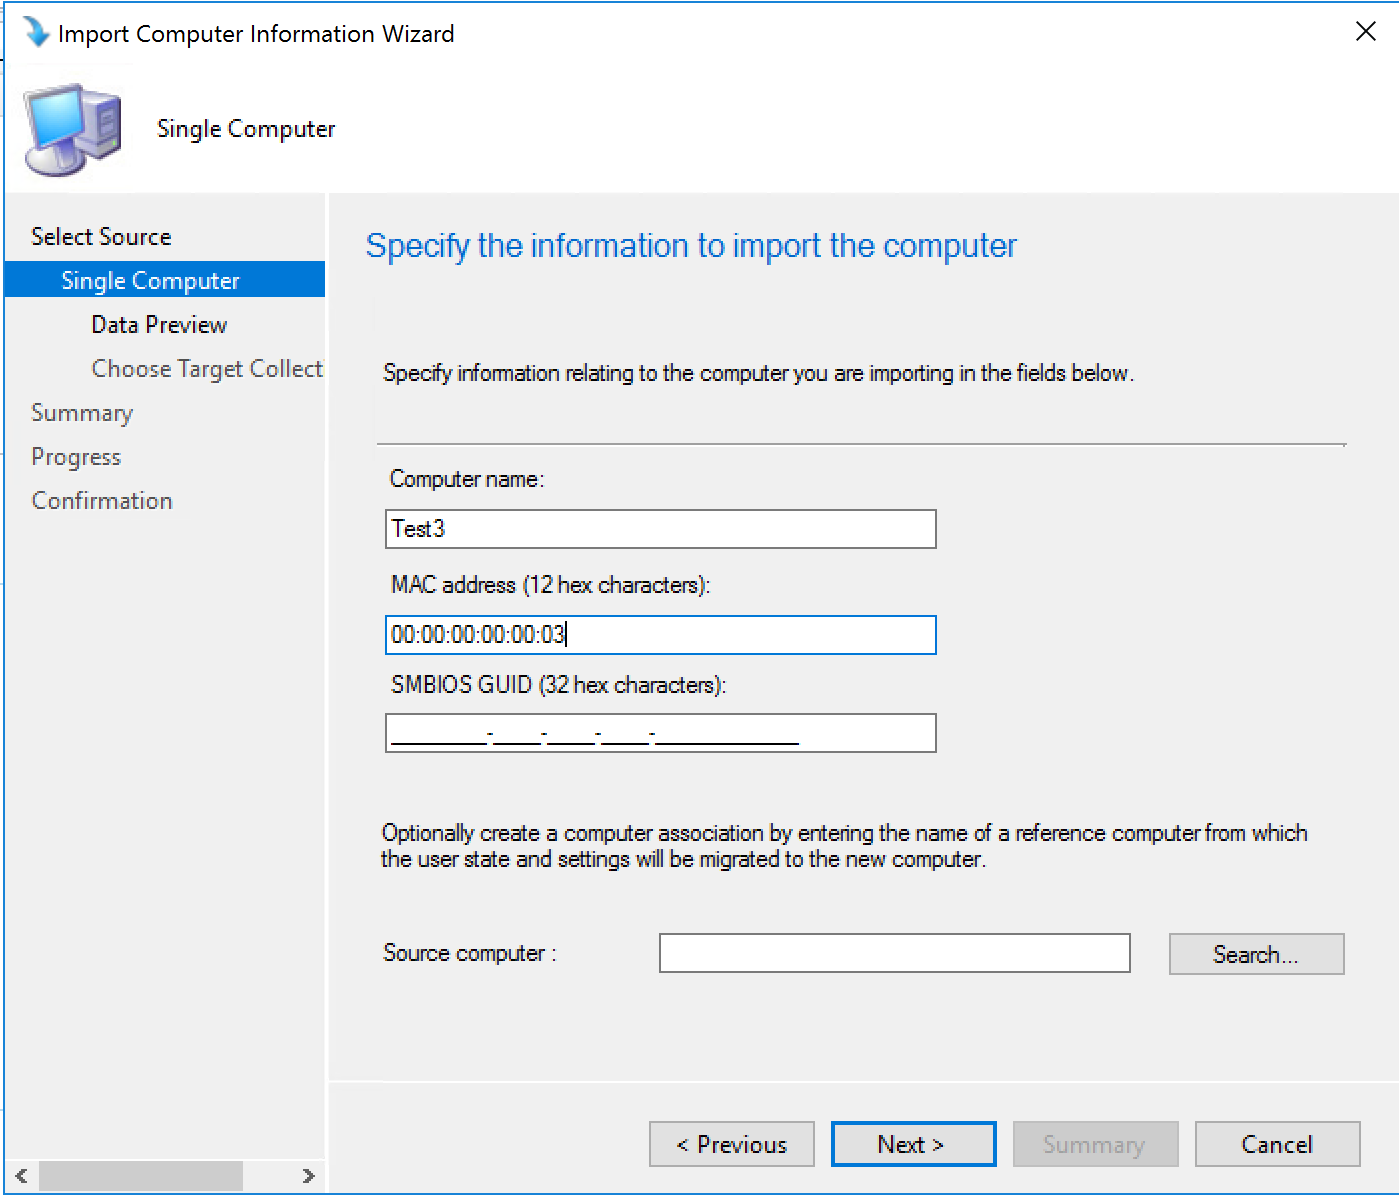 Import Computer Information Wizard
Single Computer
Select Source
Single Computer
Data Preview
Choose Target Collecti
Summary
Progress
Confirmation
Specify the information to import the computer
Specify information relating to the computer you are importing in the fields below.
Computer name:
Test3
MAC address (12 hex characters):
00:00:00:00:00:03
SMBIOS GUID (32 hex characters):
________-____-____-____-____________
Optionally create a computer association by entering the name of a reference computer from which
the user state and settings will be migrated to the new computer.
Source computer :
Search...
< Previous
Next >
Summary
Cancel